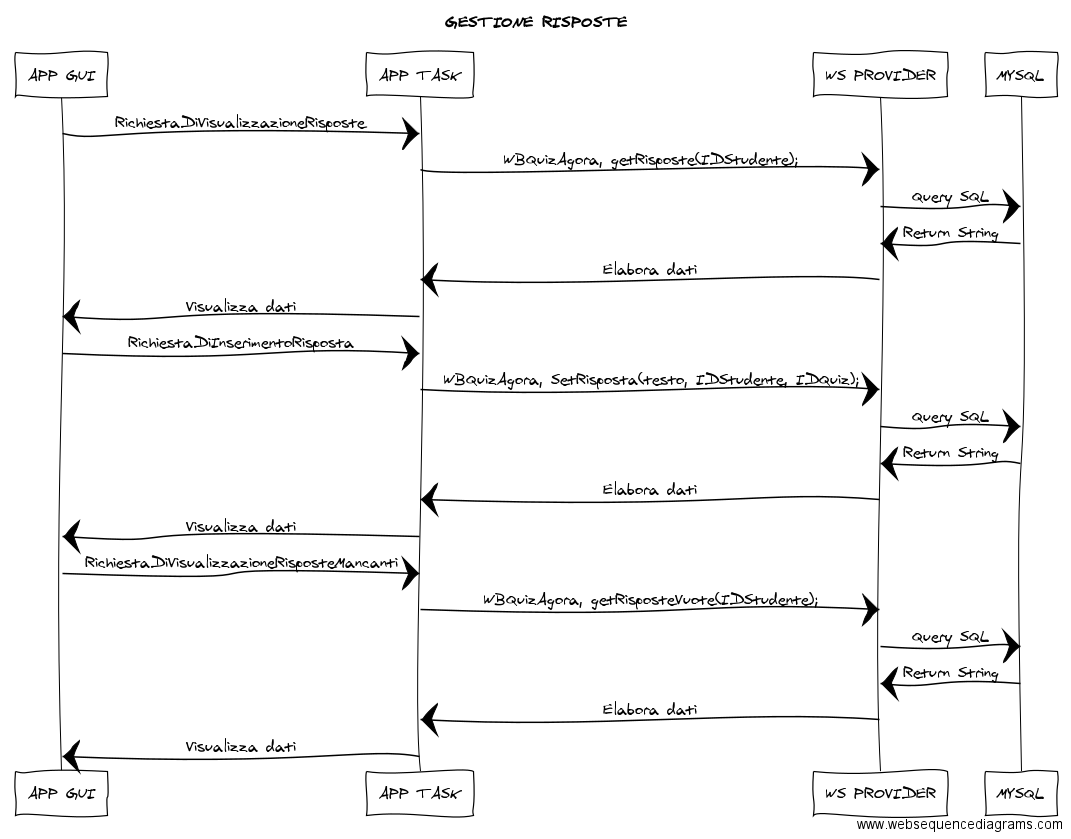 GESTIONE RISPOSTE
APP GUI APP TASK WS PROVIDER MYSQL
RichiestaDiVisualizzazioneRisposte
WBQuizAgora, getRisposte(IDStudente);
Query SQL
Return String
Elabora dati
Visualizza dati
RichiestaDiInserimentoRisposta
WBQuizAgora, SetRisposta(testo, IDStudente, IDQuiz);
Query SQL
Return String
Elabora dati
Visualizza dati
RichiestaDiVisualizzazioneRisposteMancanti
WBQuizAgora, getRisposteVuote(IDStudente);
Query SQL
Return String
Elabora dati
Visualizza dati
APP GUI APP TASK WS PROVIDER MYSQL
www.websequencediagrams.com